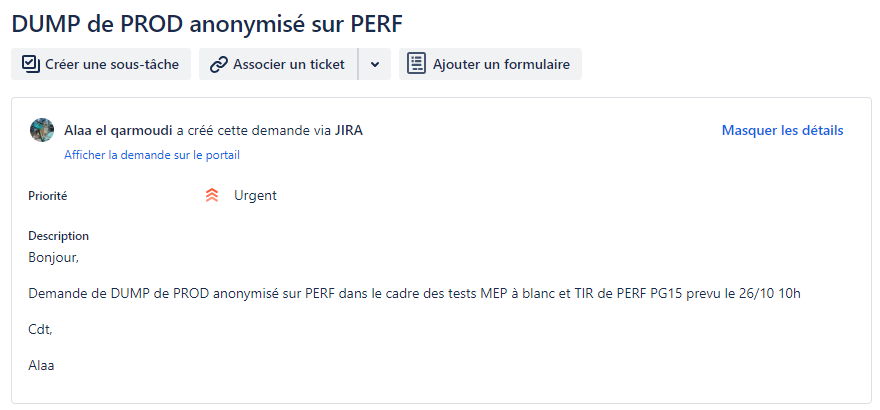 DUMP de PROD anonymisé sur PERF
Créer une sous-tâche
Associer un ticket
Ajouter un formulaire
Alaa el qarmoudi a créé cette demande via JIRA
Masquer les détails
Afficher la demande sur le portail
Priorité
Urgent
Description
Bonjour,
Demande de DUMP de PROD anonymisé sur PERF dans le cadre des tests MEP à blanc et TIR de PERF PG15 prevu le 26/10 10h
Cdt,
Alaa